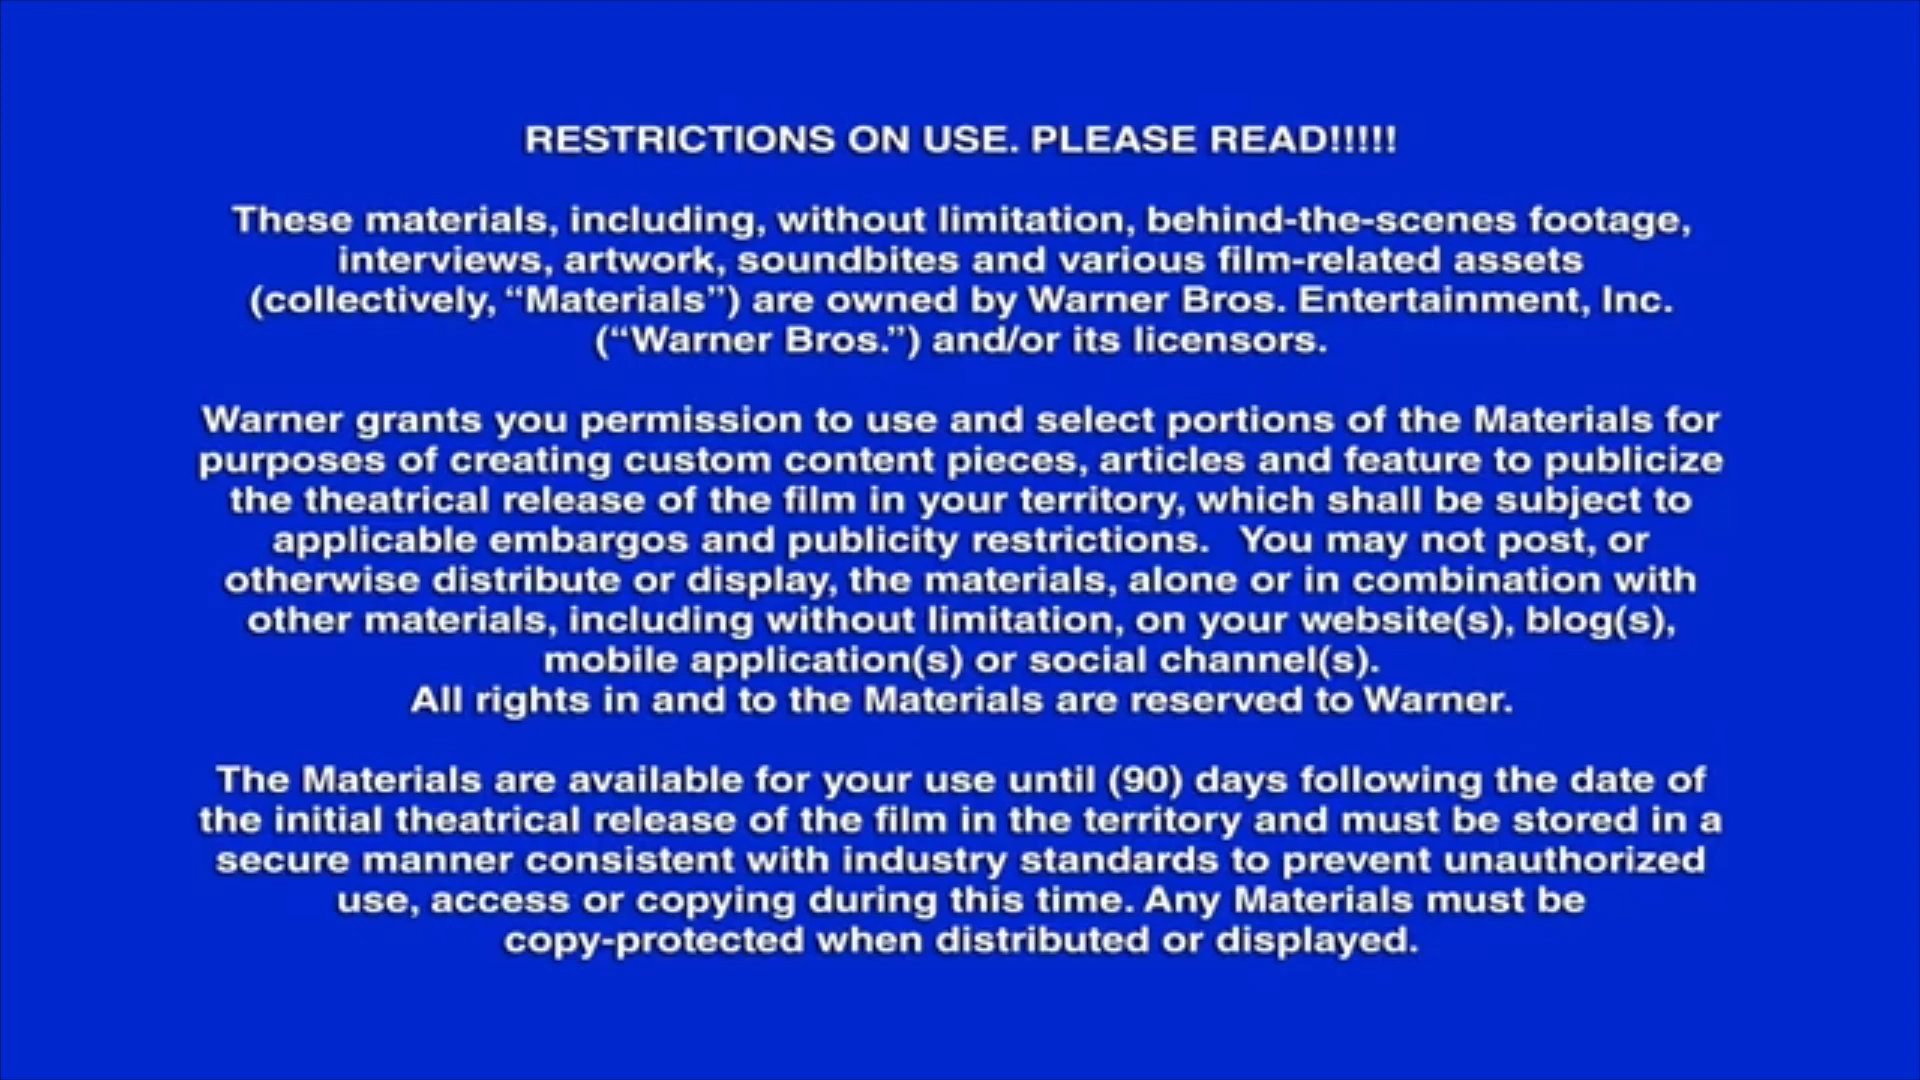 RESTRICTIONS ON USE. PLEASE READ!!!!!
These materials, including, without limitation, behind-the-scenes footage,
interviews, artwork, soundbites and various film-related assets
(collectively, “Materials”) are owned by Warner Bros. Entertainment, Inc.
(“Warner Bros.”) and/or its licensors.
Warner grants you permission to use and select portions of the Materials for
purposes of creating custom content pieces, articles and feature to publicize
the theatrical release of the film in your territory, which shall be subject to
applicable embargos and publicity restrictions.   You may not post, or
otherwise distribute or display, the materials, alone or in combination with
other materials, including without limitation, on your website(s), blog(s),
mobile application(s) or social channel(s).
All rights in and to the Materials are reserved to Warner.
The Materials are available for your use until (90) days following the date of
the initial theatrical release of the film in the territory and must be stored in a
secure manner consistent with industry standards to prevent unauthorized
use, access or copying during this time. Any Materials must be
copy-protected when distributed or displayed.